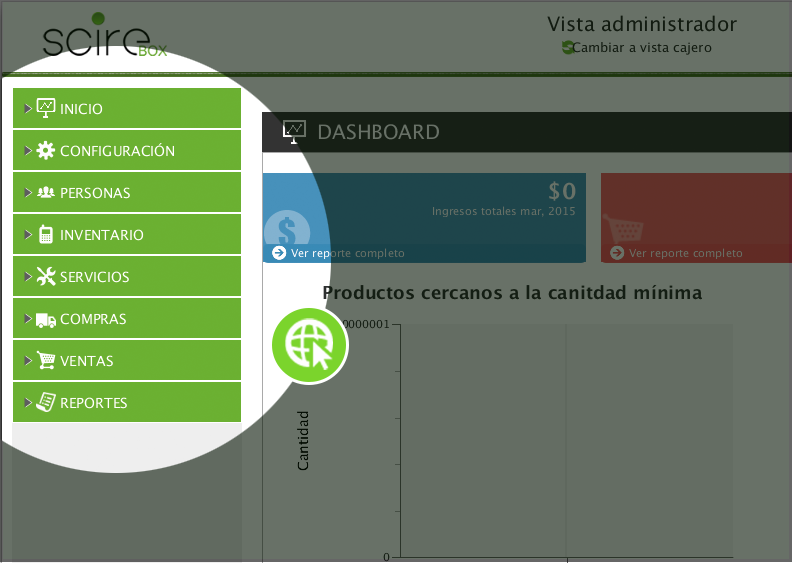 scire BOX
Vista administrador
Cambiar a vista cajero
INICIO
CONFIGURACIÓN
PERSONAS
INVENTARIO
SERVICIOS
COMPRAS
VENTAS
REPORTES
DASHBOARD
$0
Ingresos totales mar, 2015
Ver reporte completo
Ver reporte completo
Productos cercanos a la canitdad mínima
0000001
Cantidad
0